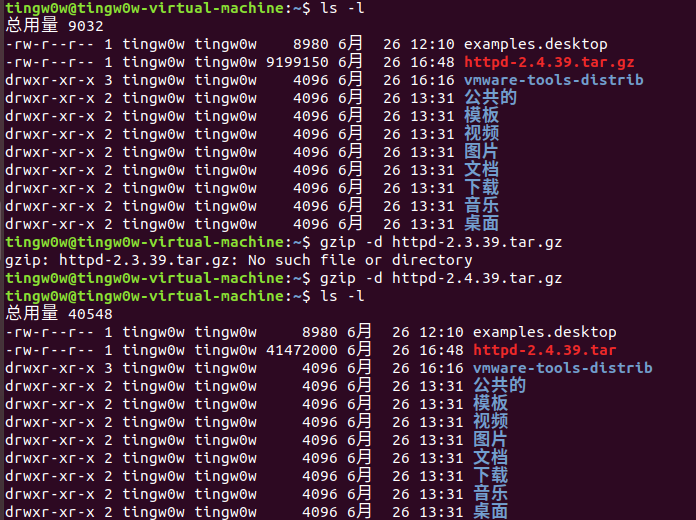 tingw0w@tingw0w-virtual-machine:~$ ls -l
总用量 9032
-rw-r--r-- 1 tingw0w tingw0w    8980 6月  26 12:10 examples.desktop
-rw-r--r-- 1 tingw0w tingw0w 9199150 6月  26 16:48 httpd-2.4.39.tar.gz
drwxr-xr-x 3 tingw0w tingw0w    4096 6月  26 16:16 vmware-tools-distrib
drwxr-xr-x 2 tingw0w tingw0w    4096 6月  26 13:31 公共的
drwxr-xr-x 2 tingw0w tingw0w    4096 6月  26 13:31 模板
drwxr-xr-x 2 tingw0w tingw0w    4096 6月  26 13:31 视频
drwxr-xr-x 2 tingw0w tingw0w    4096 6月  26 13:31 图片
drwxr-xr-x 2 tingw0w tingw0w    4096 6月  26 13:31 文档
drwxr-xr-x 2 tingw0w tingw0w    4096 6月  26 13:31 下载
drwxr-xr-x 2 tingw0w tingw0w    4096 6月  26 13:31 音乐
drwxr-xr-x 2 tingw0w tingw0w    4096 6月  26 13:31 桌面
tingw0w@tingw0w-virtual-machine:~$ gzip -d httpd-2.3.39.tar.gz
gzip: httpd-2.3.39.tar.gz: No such file or directory
tingw0w@tingw0w-virtual-machine:~$ gzip -d httpd-2.4.39.tar.gz
tingw0w@tingw0w-virtual-machine:~$ ls -l
总用量 40548
-rw-r--r-- 1 tingw0w tingw0w     8980 6月  26 12:10 examples.desktop
-rw-r--r-- 1 tingw0w tingw0w 41472000 6月  26 16:48 httpd-2.4.39.tar
drwxr-xr-x 3 tingw0w tingw0w     4096 6月  26 16:16 vmware-tools-distrib
drwxr-xr-x 2 tingw0w tingw0w     4096 6月  26 13:31 公共的
drwxr-xr-x 2 tingw0w tingw0w     4096 6月  26 13:31 模板
drwxr-xr-x 2 tingw0w tingw0w     4096 6月  26 13:31 视频
drwxr-xr-x 2 tingw0w tingw0w     4096 6月  26 13:31 图片
drwxr-xr-x 2 tingw0w tingw0w     4096 6月  26 13:31 文档
drwxr-xr-x 2 tingw0w tingw0w     4096 6月  26 13:31 下载
drwxr-xr-x 2 tingw0w tingw0w     4096 6月  26 13:31 音乐
drwxr-xr-x 2 tingw0w tingw0w     4096 6月  26 13:31 桌面